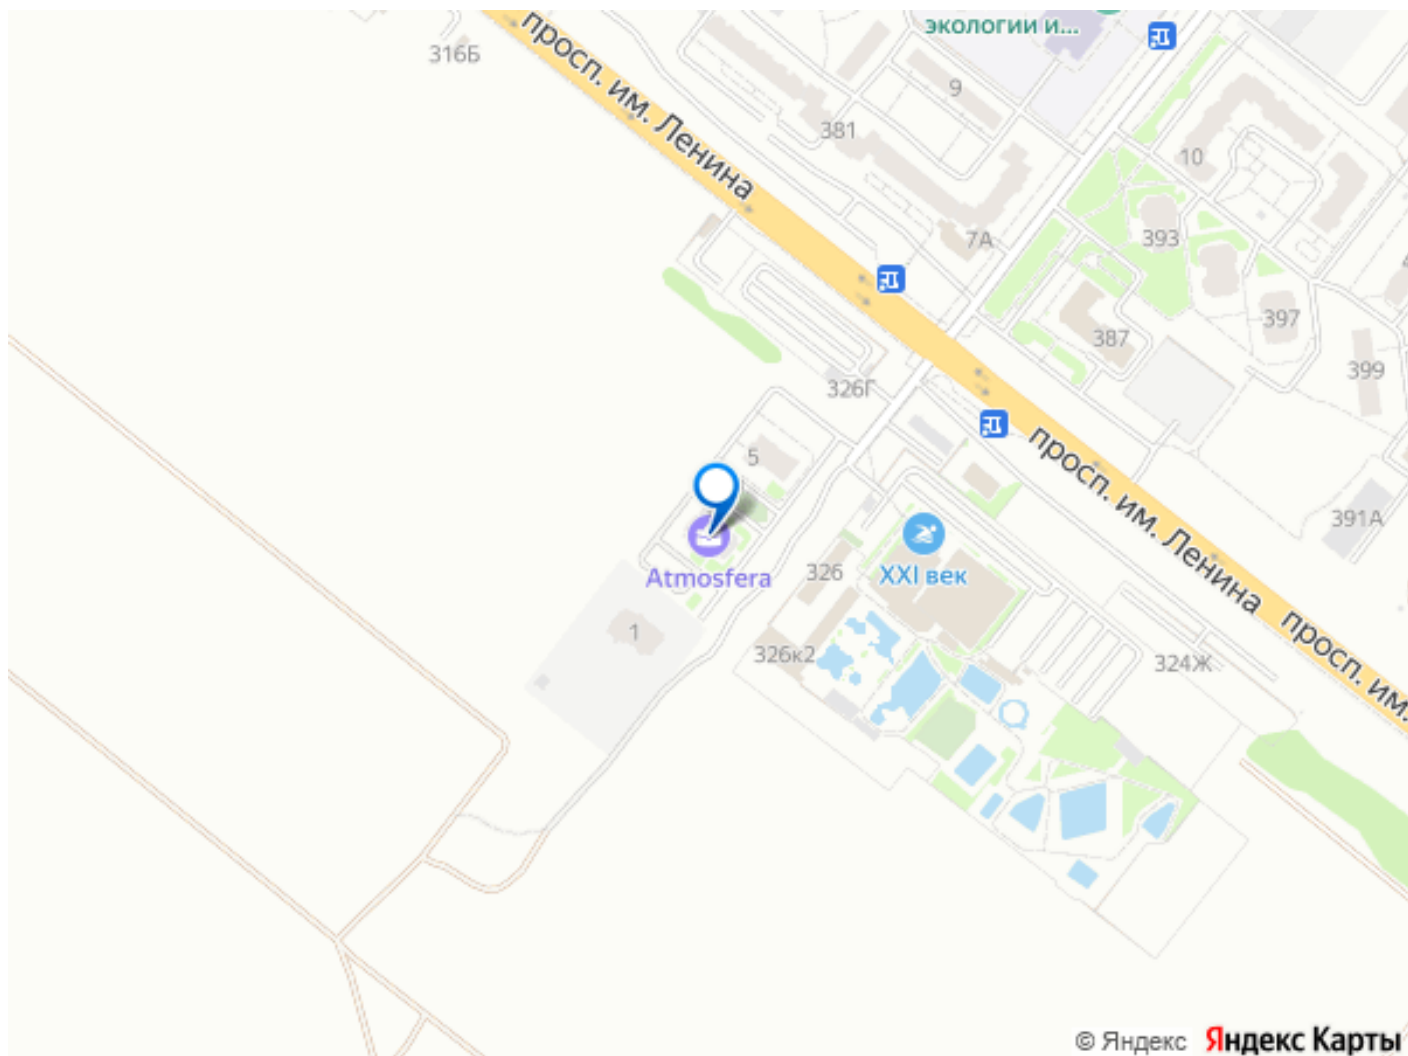 экологии и...
316Б
просп. им. Ленина
9
381
10
7А
393
397
387
399
326Г
5
просп. им. Ленина
391А
Atmosfera
326
XXI век
1
326к2
324Ж
просп. им.
© Яндекс Яндекс Карты